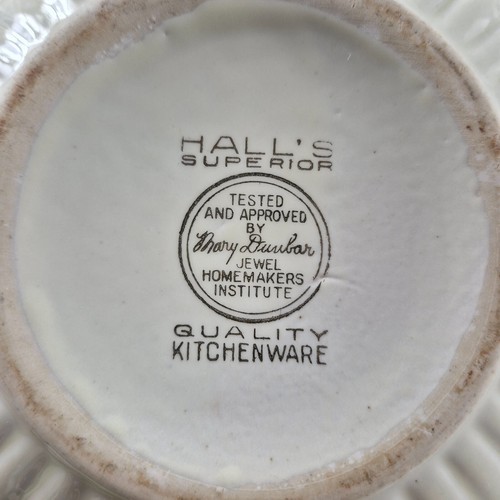 HALL'S
SUPERIOR
TESTED
AND APPROVED
BY
Mary Dunbar
JEWEL
HOMEMAKERS
INSTITUTE
QUALITY
KITCHENWARE